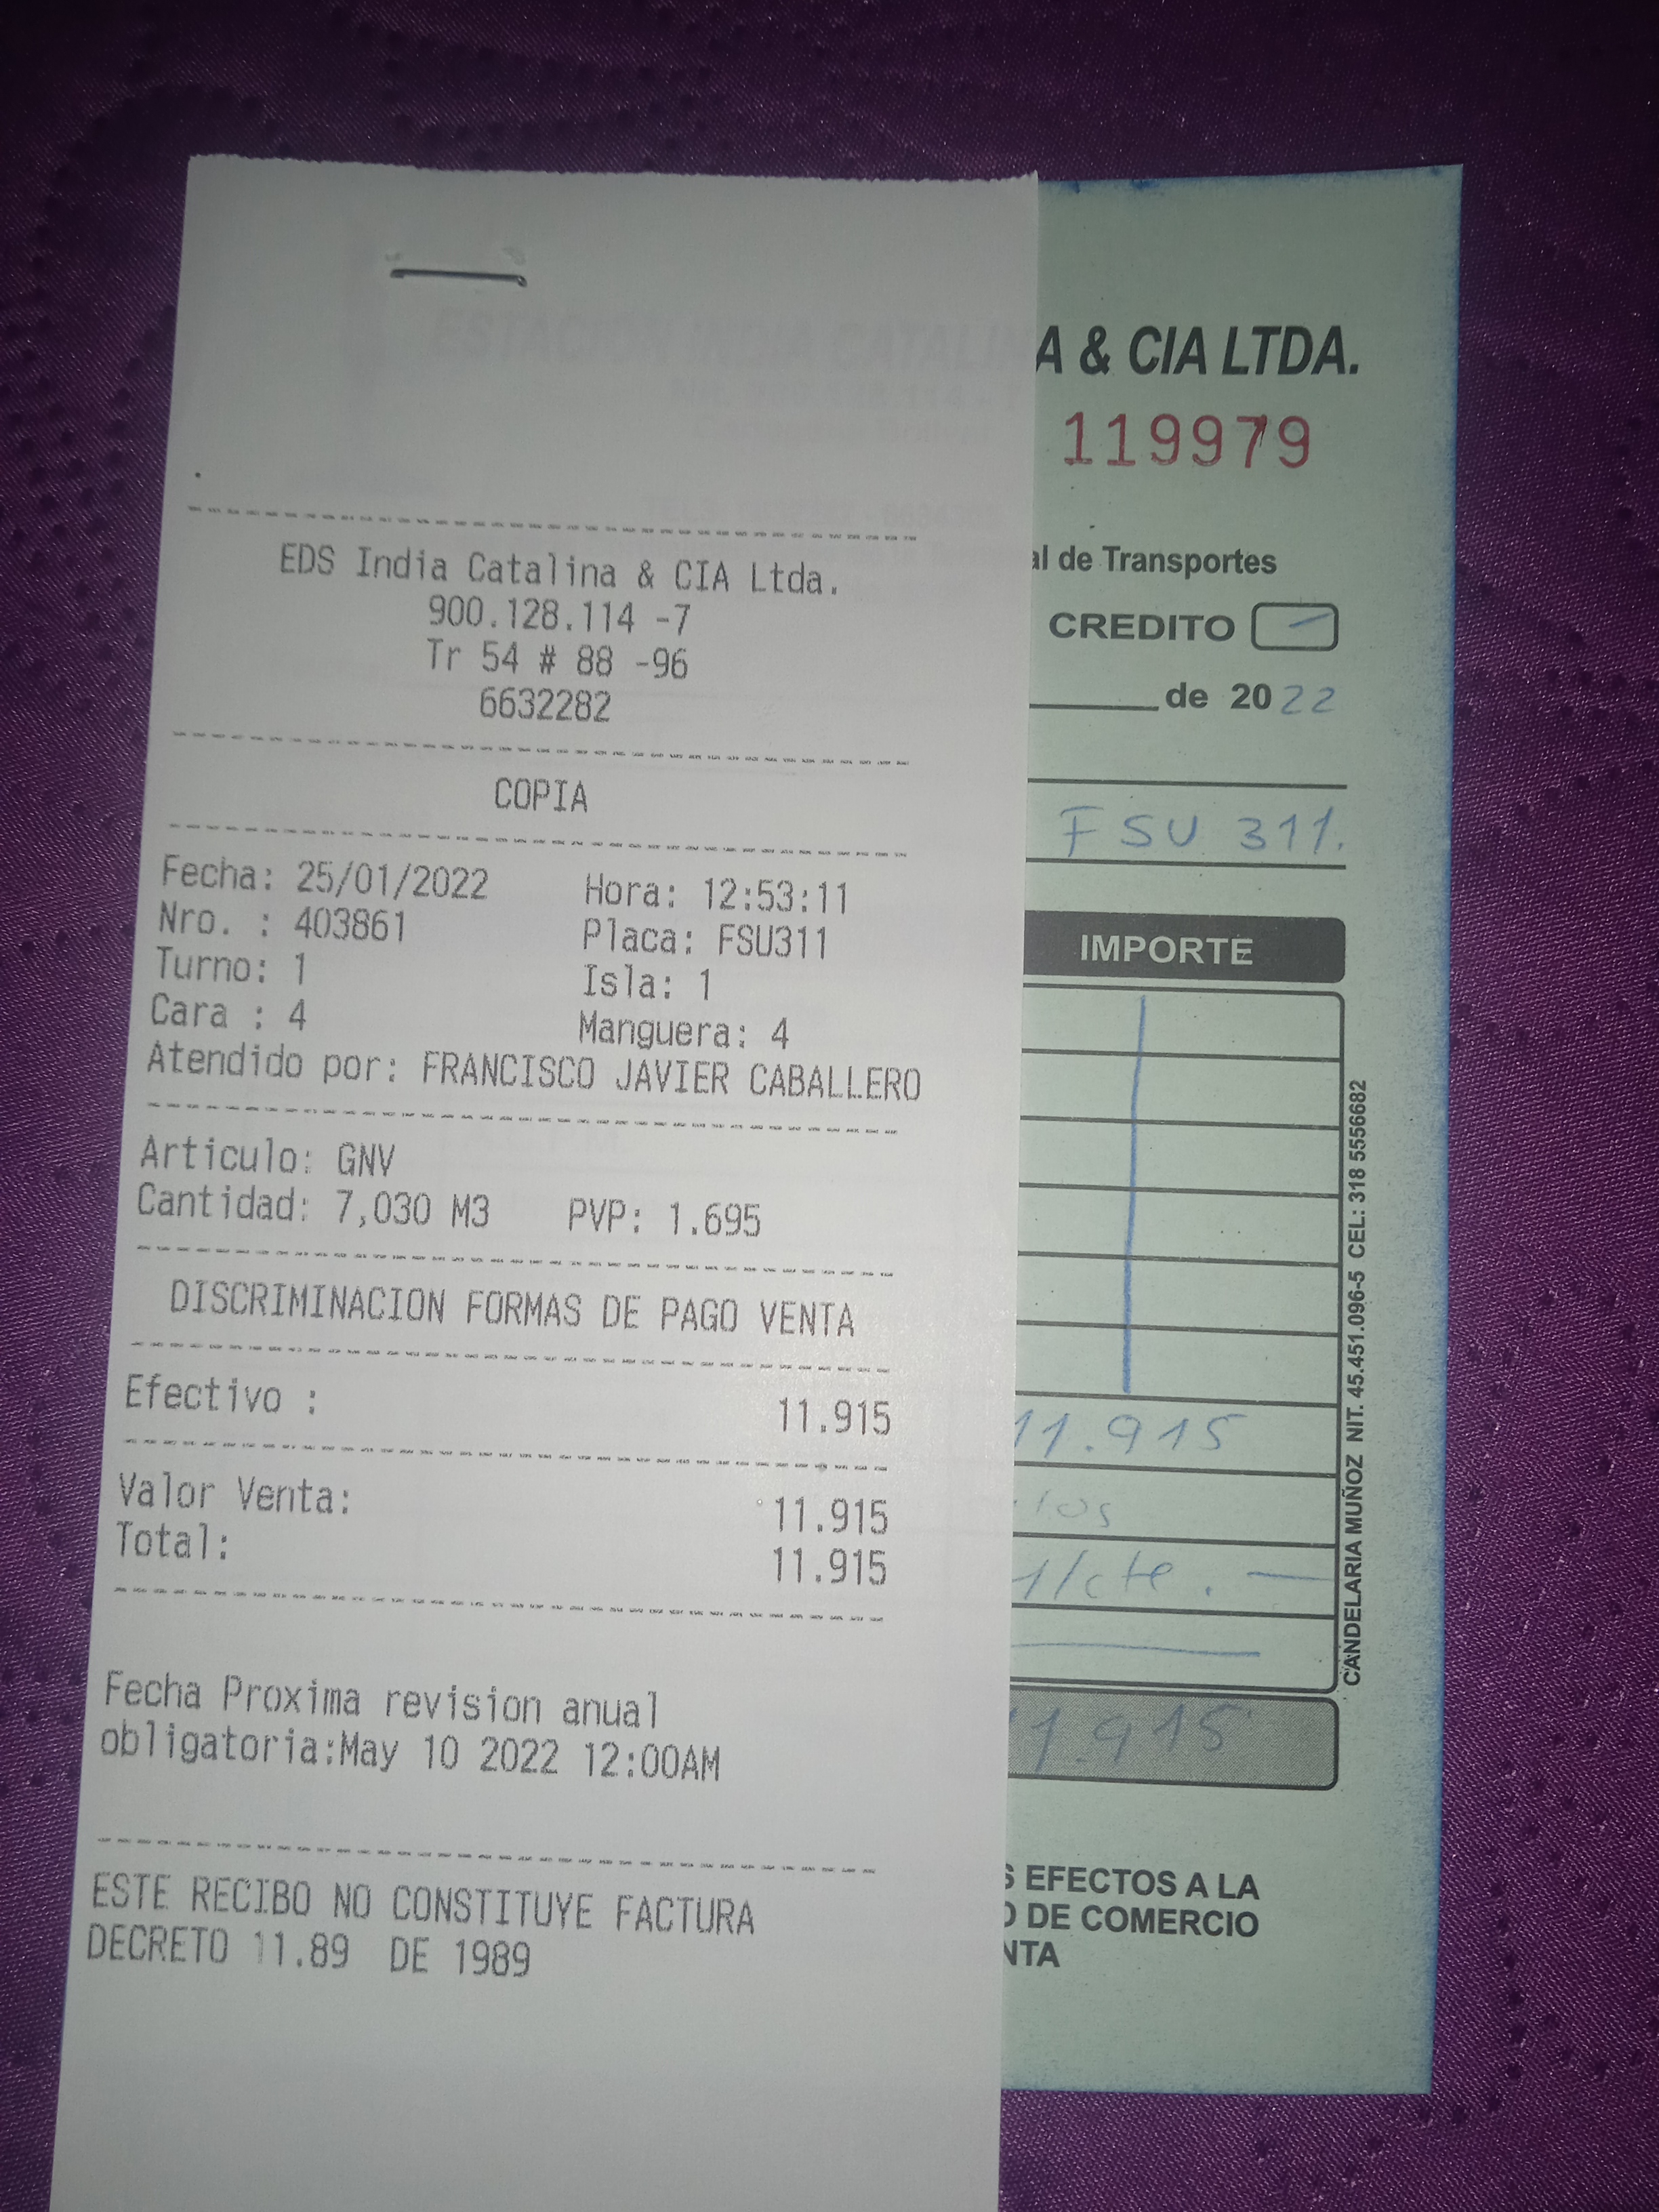 EDS India Catalina & CIA Ltda.
900.128.114 -7
Tr 54 # 88 -96
6632282
COPIA
Fecha: 25/01/2022 Hora: 12:53:11
Nro. : 403861 Placa: FSU311
Turno: 1 Isla: 1
Cara : 4 Manguera: 4
Atendido por: FRANCISCO JAVIER CABALLERO
Articulo: GNV
Cantidad: 7,030 M3 PVP: 1.695
DISCRIMINACION FORMAS DE PAGO VENTA
Efectivo : 11.915
Valor Venta: 11.915
Total: 11.915
Fecha Proxima revision anual
obligatoria:May 10 2022 12:00AM
ESTE RECIBO NO CONSTITUYE FACTURA
DECRETO 11.89 DE 1989
A & CIA LTDA.
119979
al de Transportes
CREDITO
de 2022
FSU 311.
IMPORTE
11.915
/cte.
11.915
S EFECTOS A LA
O DE COMERCIO
NTA
CANDELARIA MUÑOZ NIT. 45.451.096-5 CEL: 318 5556682